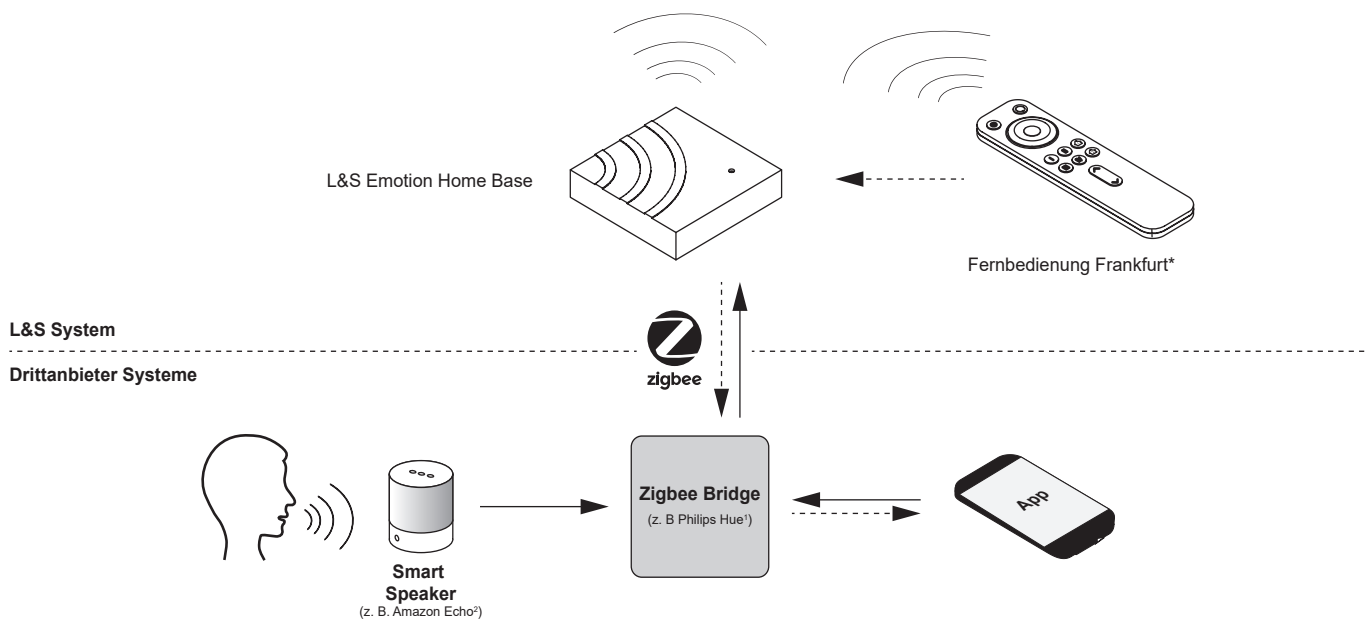 L&S Emotion Home Base
Fernbedienung Frankfurt*
L&S System
zigbee
Drittanbieter Systeme
Zigbee Bridge
(z. B Philips Hue¹)
App
Smart
Speaker
(z. B. Amazon Echo²)